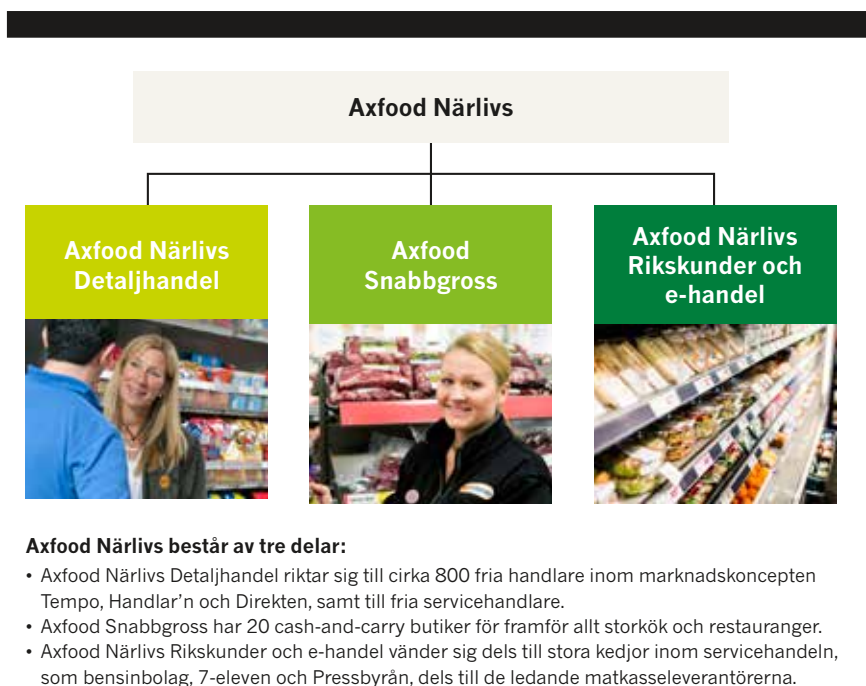 Axfood Närlivs
Axfood Närlivs
Detaljhandel
Axfood
Snabbgross
Axfood Närlivs
Rikskunder och
e-handel
Axfood Närlivs består av tre delar:
• Axfood Närlivs Detaljhandel riktar sig till cirka 800 fria handlare inom marknadskoncepten
Tempo, Handlar’n och Direkten, samt till fria servicehandlare.
• Axfood Snabbgross har 20 cash-and-carry butiker för framför allt storkök och restauranger.
• Axfood Närlivs Rikskunder och e-handel vänder sig dels till stora kedjor inom servicehandeln,
som bensinbolag, 7-eleven och Pressbyrån, dels till de ledande matkasseleverantörerna.